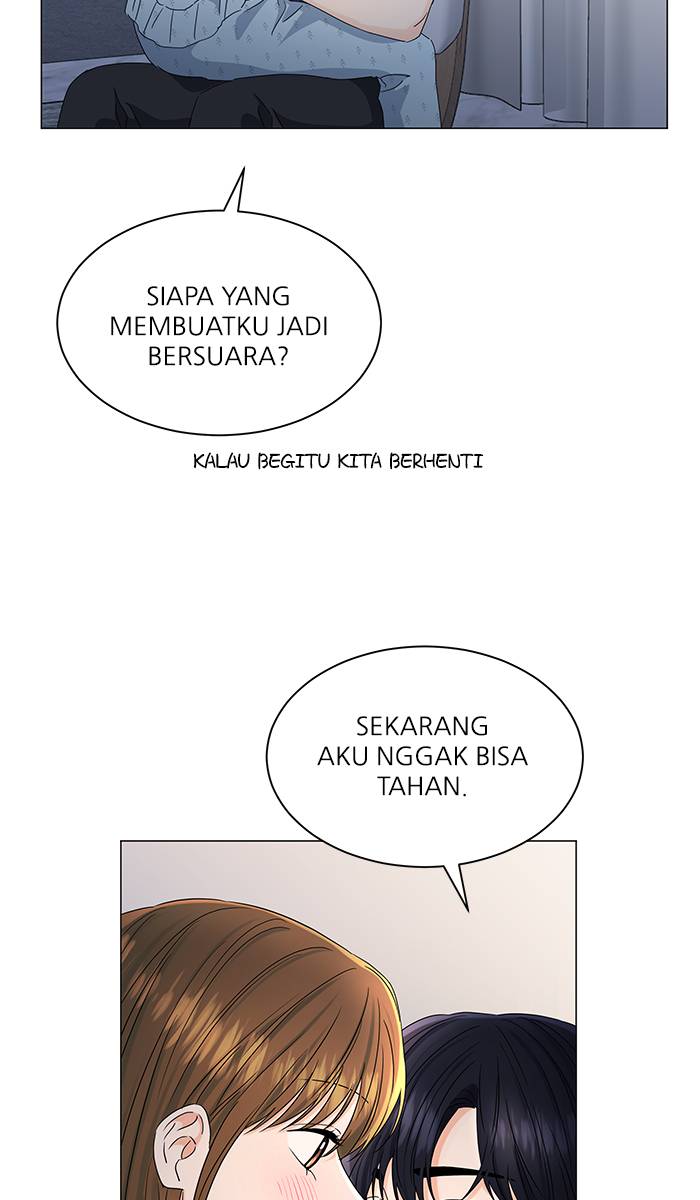 SIAPA YANG
MEMBUATKU JADI
BERSUARA?
KALAU BEGITU KITA BERHENTI
SEKARANG
AKU NGGAK BISA
TAHAN.